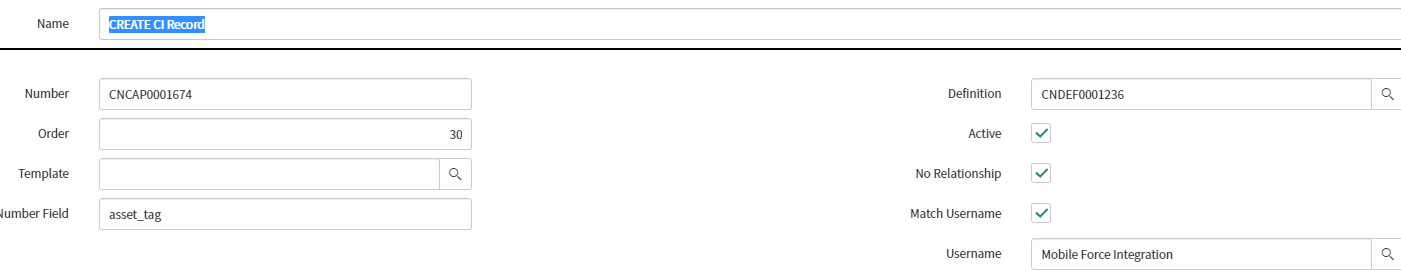 Name CREATE CI Record
Number CNCAP0001674 Definition CNDEF0001236
Order 30 Active
Template No Relationship
Number Field asset_tag Match Username
Username Mobile Force Integration